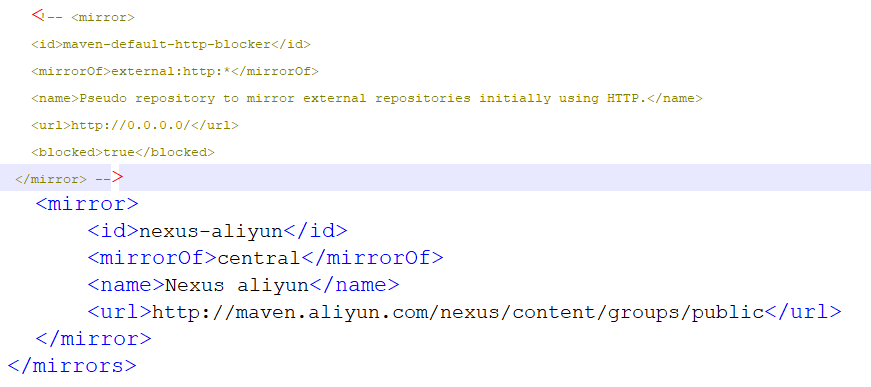 <!-- <mirror>
<id>maven-default-http-blocker</id>
<mirrorOf>external:http:*</mirrorOf>
<name>Pseudo repository to mirror external repositories initially using HTTP.</name>
<url>http://0.0.0.0/</url>
<blocked>true</blocked>
</mirror> -->
<mirror>
<id>nexus-aliyun</id>
<mirrorOf>central</mirrorOf>
<name>Nexus aliyun</name>
<url>http://maven.aliyun.com/nexus/content/groups/public</url>
</mirror>
</mirrors>